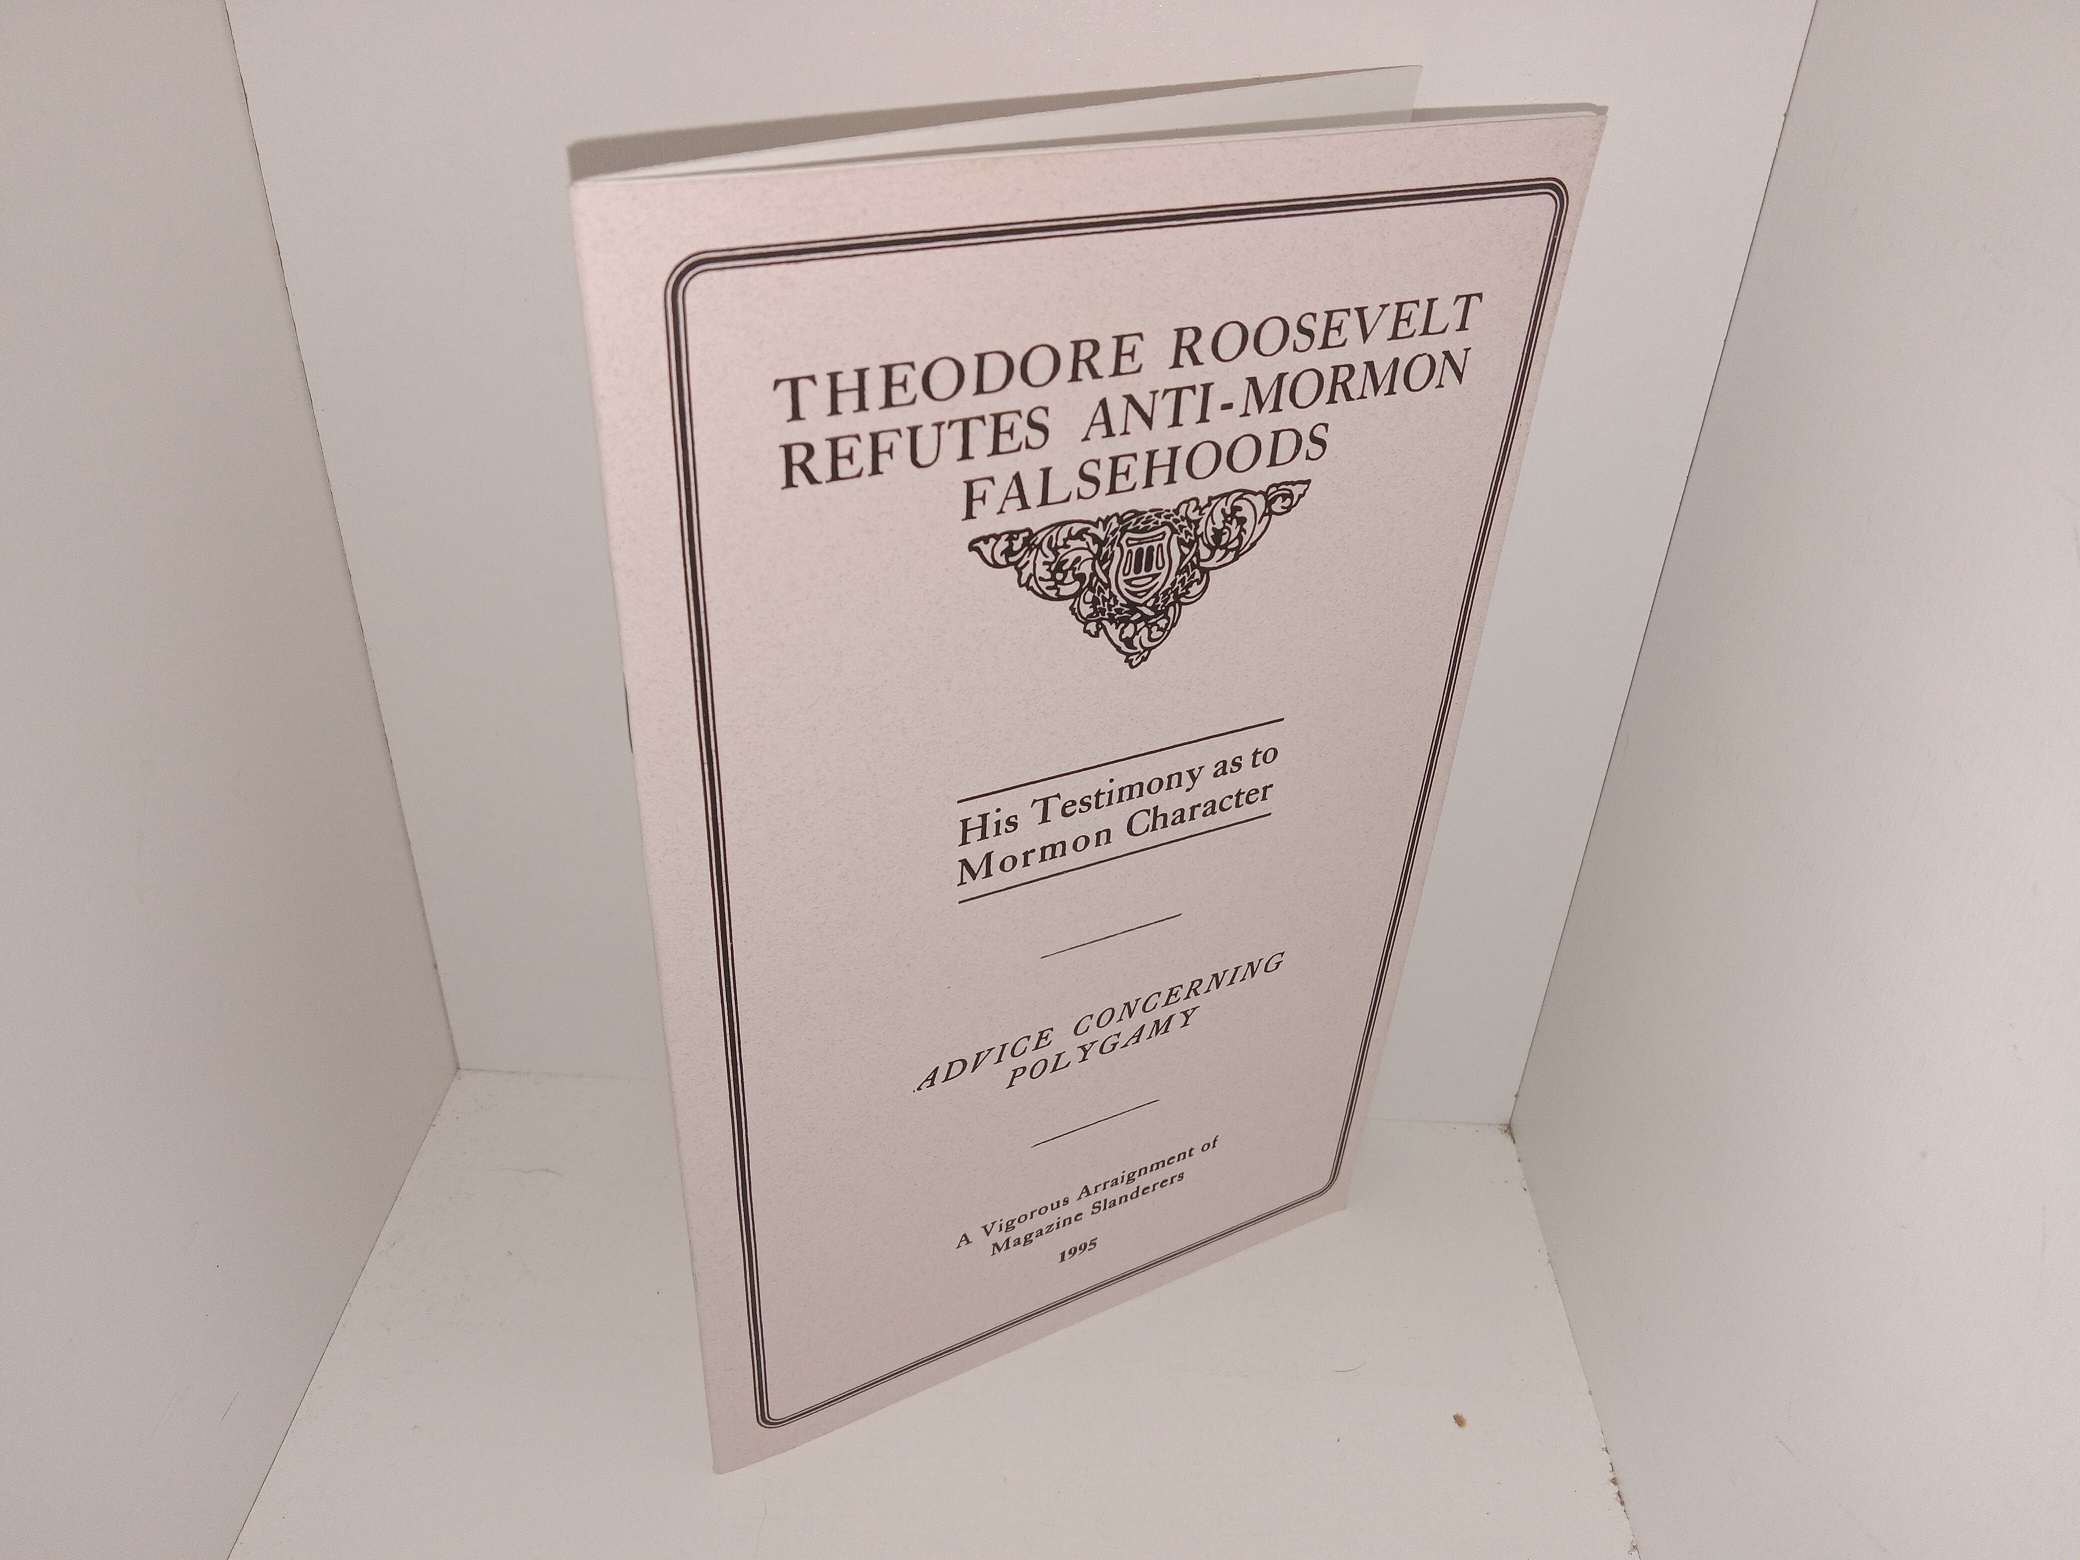 THEODORE ROOSEVELT
REFUTES ANTI-MORMON
FALSEHOODS
His Testimony as to
Mormon Character
ADVICE CONCERNING
POLYGAMY
A Vigorous Arraignment of
Magazine Slanderers
1995